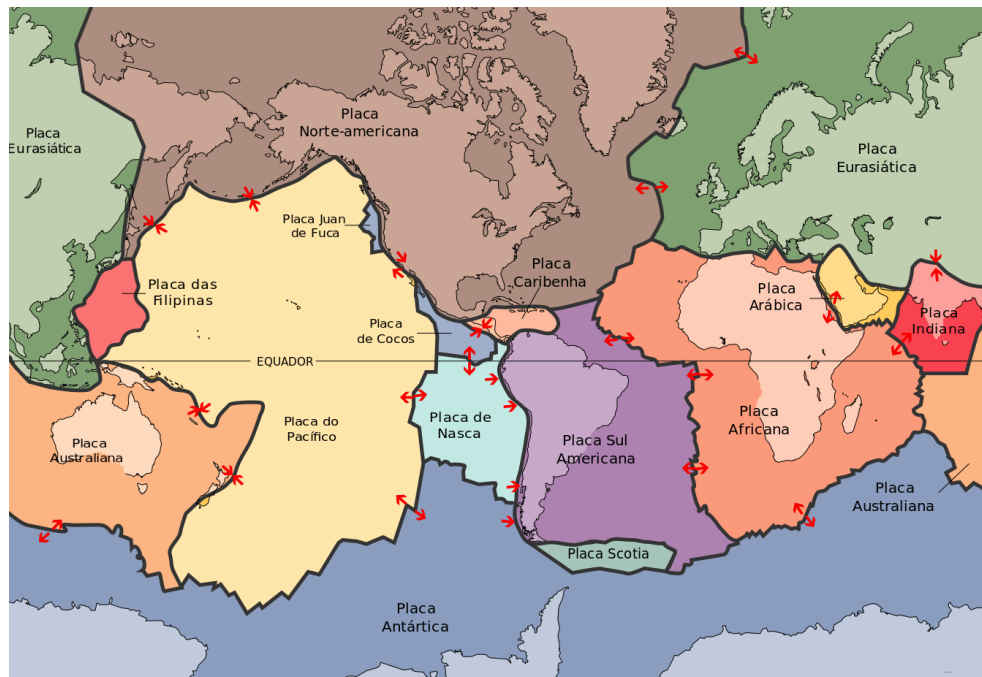 Placa
Norte-americana
Placa
Eurasiática
Placa
Eurasiática
Placa Juan
de Fuca
Placa
Caribenha
Placa das
Filipinas
Placa
Arábica
Placa
Indiana
Placa
de Cocos
EQUADOR
Placa do
Pacífico
Placa de
Nasca
Placa Sul
Americana
Placa
Africana
Placa
Australiana
Placa
Australiana
Placa Scotia
Placa
Antártica